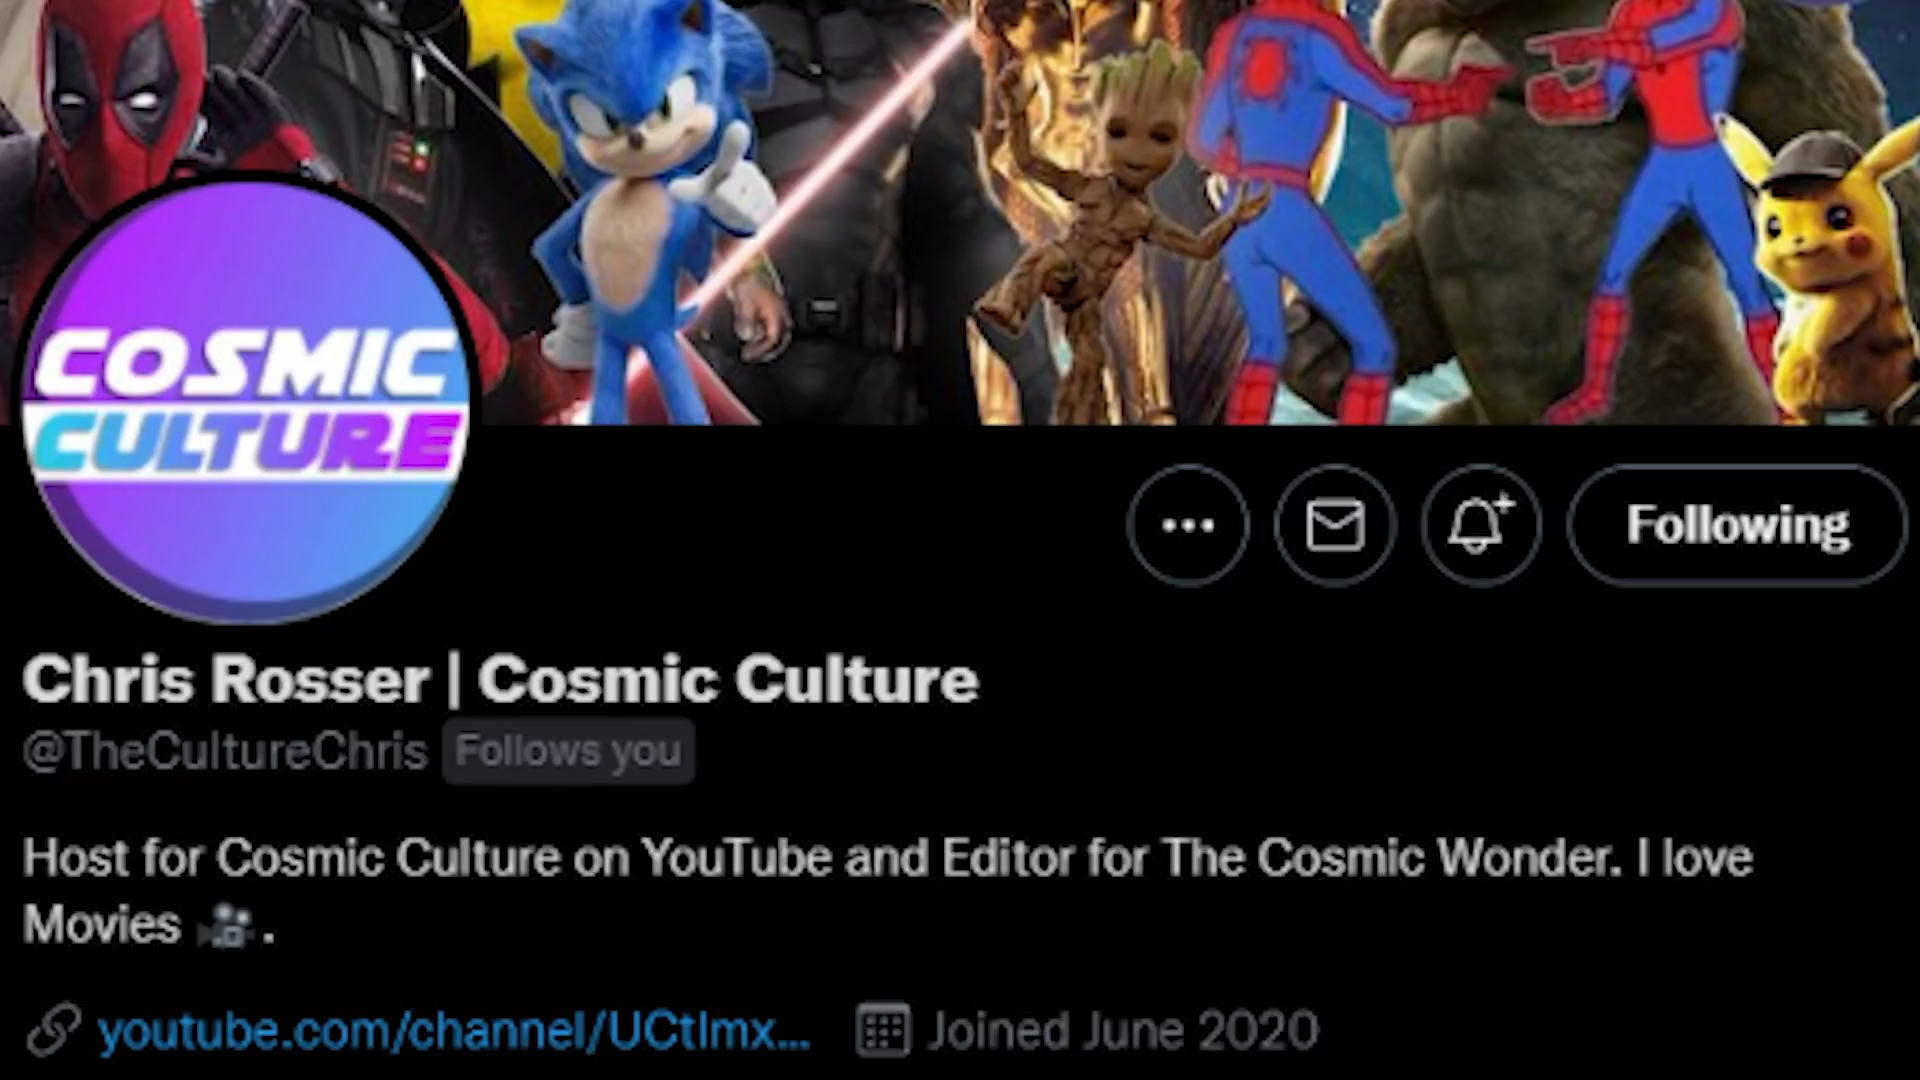 COSMIC
CULTURE
Following
Chris Rosser | Cosmic Culture
@TheCultureChris Follows you
Host for Cosmic Culture on YouTube and Editor for The Cosmic Wonder. I love
Movies 🎥.
youtube.com/channel/UCtlmx... Joined June 2020